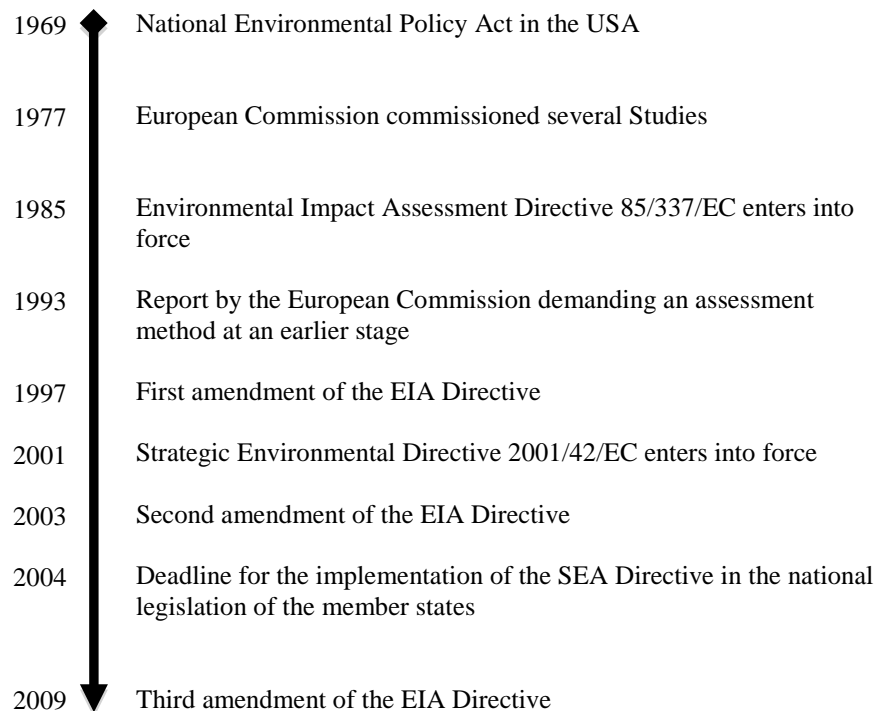 1969 National Environmental Policy Act in the USA
1977 European Commission commissioned several Studies
1985 Environmental Impact Assessment Directive 85/337/EC enters into
force
1993 Report by the European Commission demanding an assessment
method at an earlier stage
1997 First amendment of the EIA Directive
2001 Strategic Environmental Directive 2001/42/EC enters into force
2003 Second amendment of the EIA Directive
2004 Deadline for the implementation of the SEA Directive in the national
legislation of the member states
2009 Third amendment of the EIA Directive